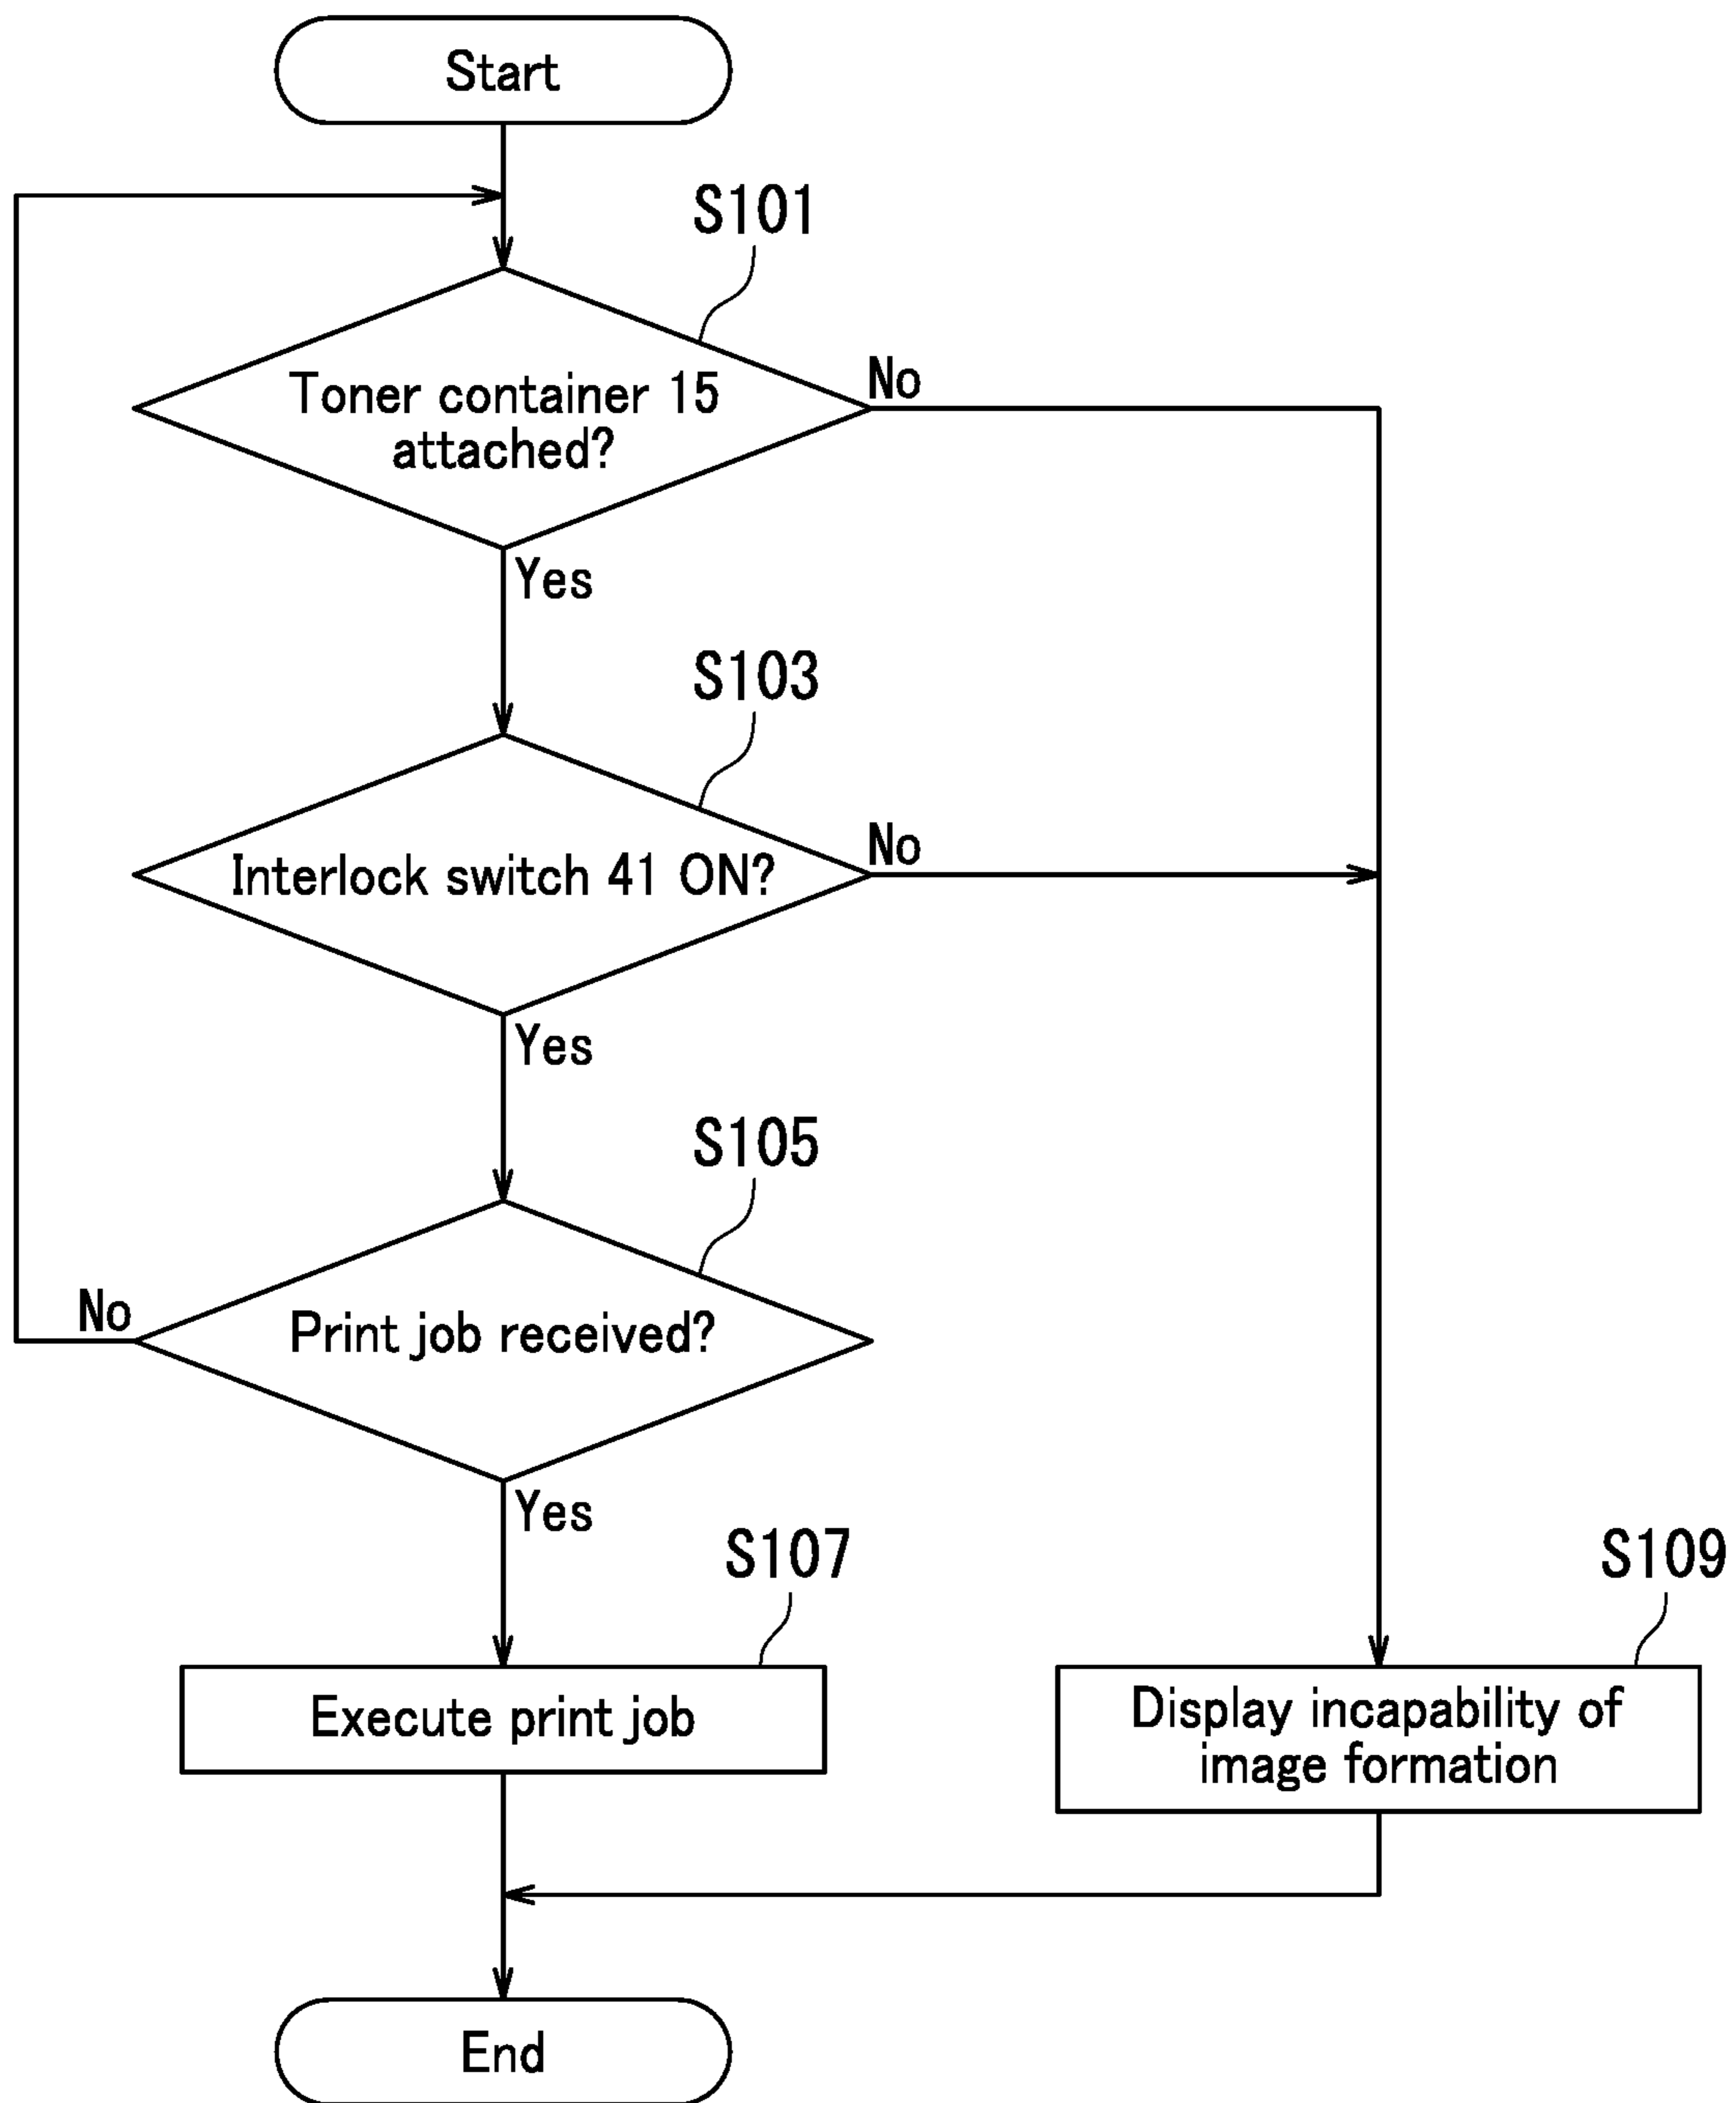 Start
S101
Toner container 15
attached?
No
Yes
S103
Interlock switch 41 ON?
No
Yes
S105
Print job received?
No
Yes
S107
Execute print job
S109
Display incapability of
image formation
End